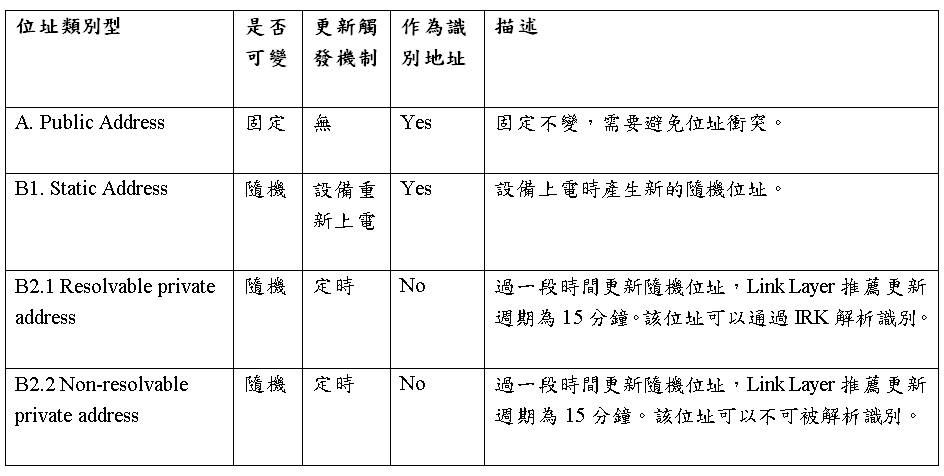 位址類別型 是否 更新觸 作為識 描述
可變 發機制 別地址
A. Public Address 固定 無 Yes 固定不變，需要避免位址衝突。
B1. Static Address 隨機 設備重 Yes 設備上電時產生新的隨機位址。
新上電
B2.1 Resolvable private 隨機 定時 No 過一段時間更新隨機位址，Link Layer 推薦更新
address 週期為 15 分鐘。該位址可以通過 IRK 解析識別。
B2.2 Non-resolvable 隨機 定時 No 過一段時間更新隨機位址，Link Layer 推薦更新
private address 週期為 15 分鐘。該位址可以不可被解析識別。